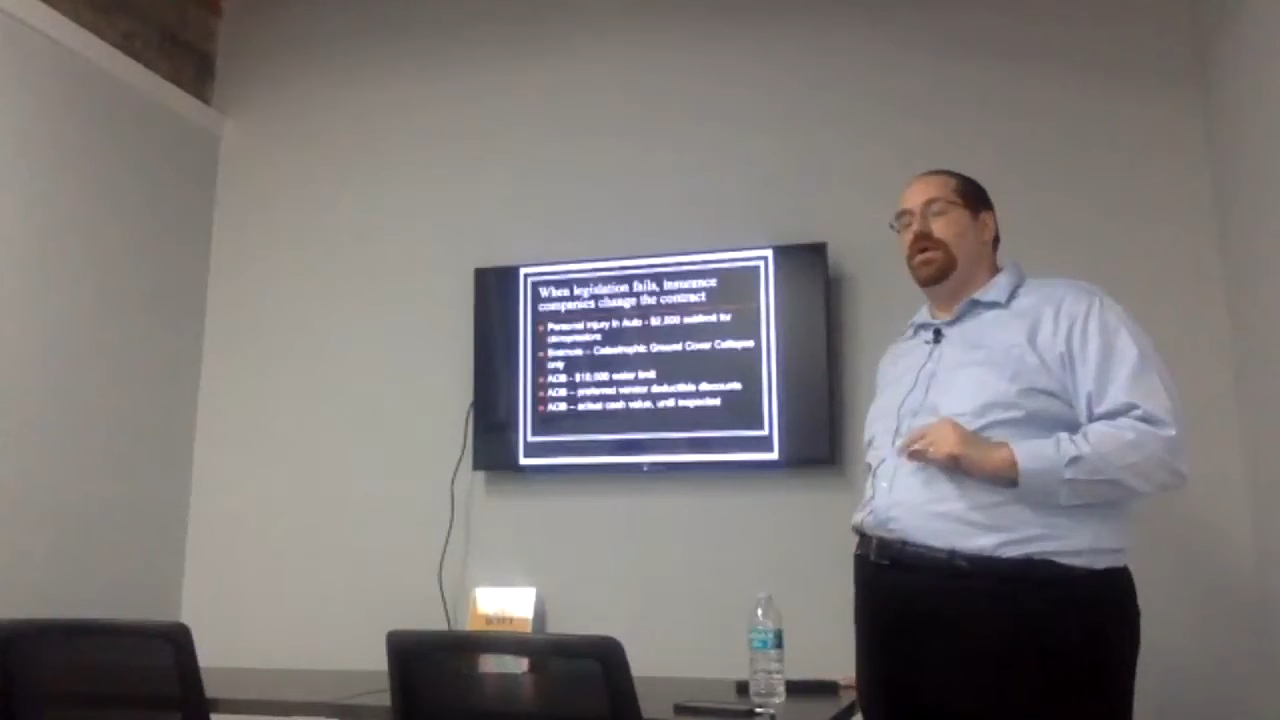 When legislation fails, insurance
companies change the contract
Personal Injury in Auto - $2,500 sublimit for
chiropractors
Sinkhole – Catastrophic Ground Cover Collapse
only
AOB - $10,000 water limit
AOB – preferred vendor deductible discounts
AOB – actual cash value, until inspected